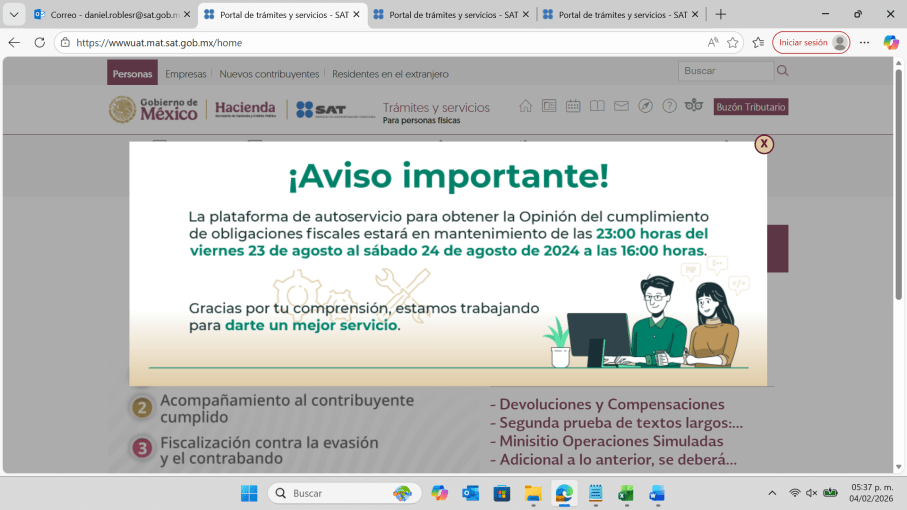 Correo - daniel.roblesr@sat.gob.m
Portal de trámites y servicios - SAT
Portal de trámites y servicios - SAT
Portal de trámites y servicios - SAT
https://wwwuat.mat.sat.gob.mx/home
Iniciar sesión
Personas
Empresas
Nuevos contribuyentes
Residentes en el extranjero
Buscar
Gobierno de
México
Hacienda
SAT
Trámites y servicios
Para personas físicas
Buzón Tributario
X
¡Aviso importante!
La plataforma de autoservicio para obtener la Opinión del cumplimiento
de obligaciones fiscales estará en mantenimiento de las 23:00 horas del
viernes 23 de agosto al sábado 24 de agosto de 2024 a las 16:00 horas.
Gracias por tu comprensión, estamos trabajando
para darte un mejor servicio.
2 Acompañamiento al contribuyente
cumplido
3 Fiscalización contra la evasión
y el contrabando
- Devoluciones y Compensaciones
- Segunda prueba de textos largos:...
- Minisitio Operaciones Simuladas
- Adicional a lo anterior, se deberá...
Buscar
05:37 p. m.
04/02/2026